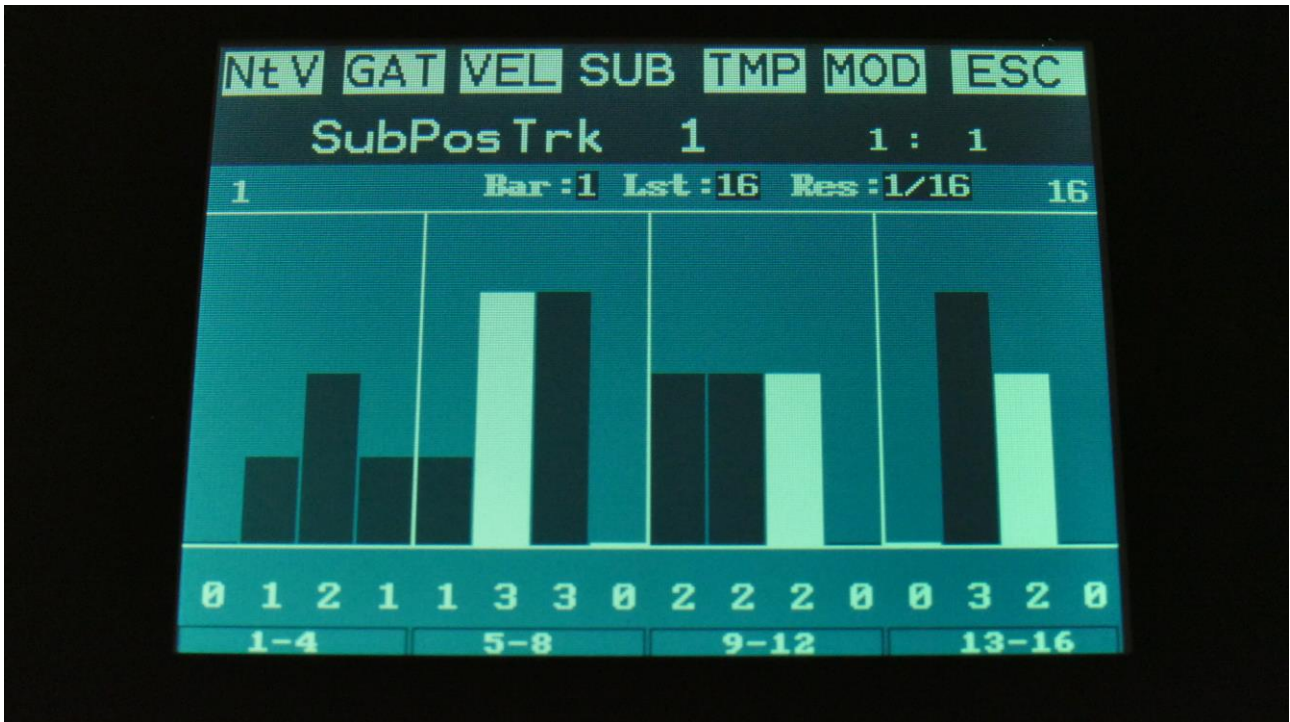 NtV GAT VEL SUB TMP MOD ESC
SubPosTrk 1 1: 1
1 Bar:1 Lst:16 Res:1/16 16
0 1 2 1 1 3 3 0 2 2 2 0 0 3 2 0
1-4 5-8 9-12 13-16